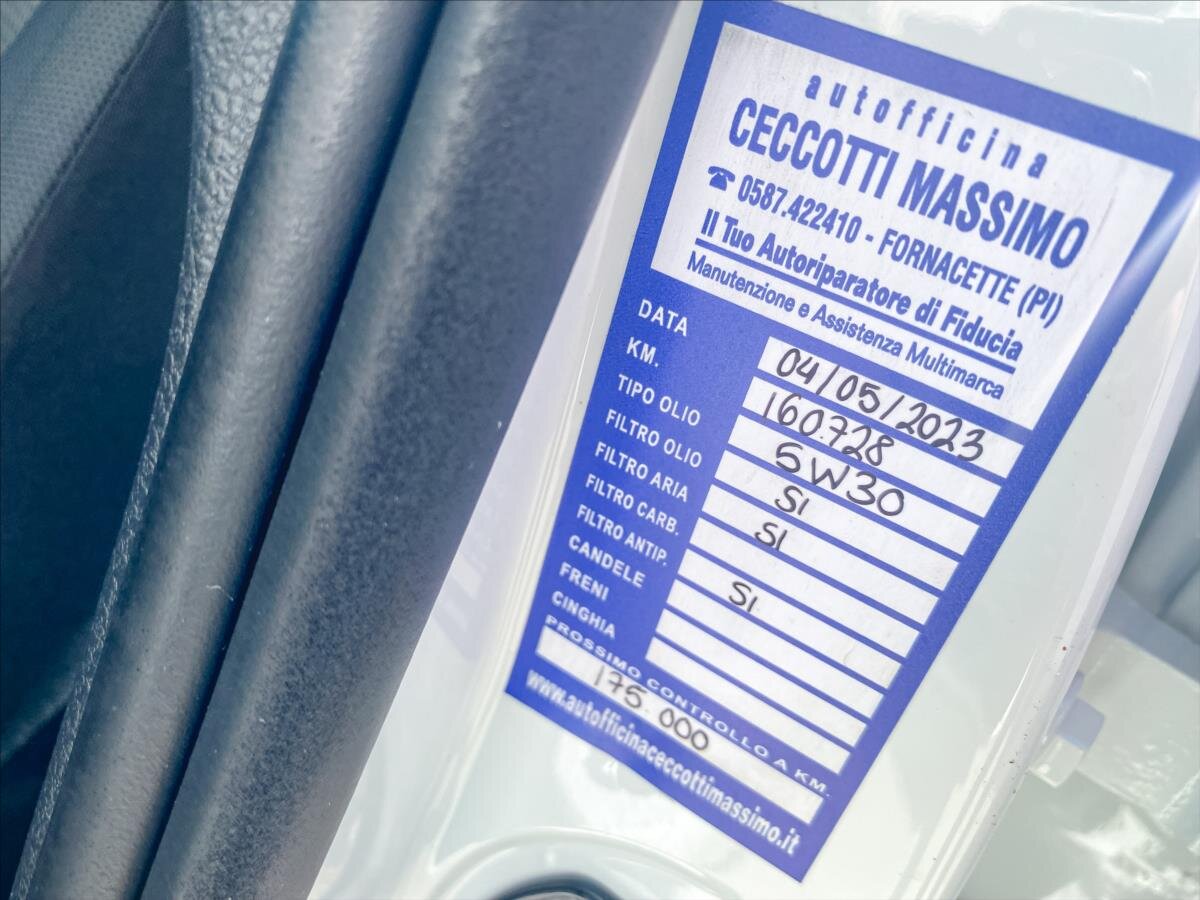 autofficina
CECCOTTI MASSIMO
☎ 0587.422410 - FORNACETTE (PI)
Il Tuo Autoriparatore di Fiducia
Manutenzione e Assistenza Multimarca
DATA 04/05/2023
KM. 160.728
TIPO OLIO 5W30
FILTRO OLIO SI
FILTRO ARIA SI
FILTRO CARB.
FILTRO ANTIP. SI
CANDELE
FRENI
CINGHIA
PROSSIMO CONTROLLO A KM.
175.000
www.autofficinaceccottimassimo.it